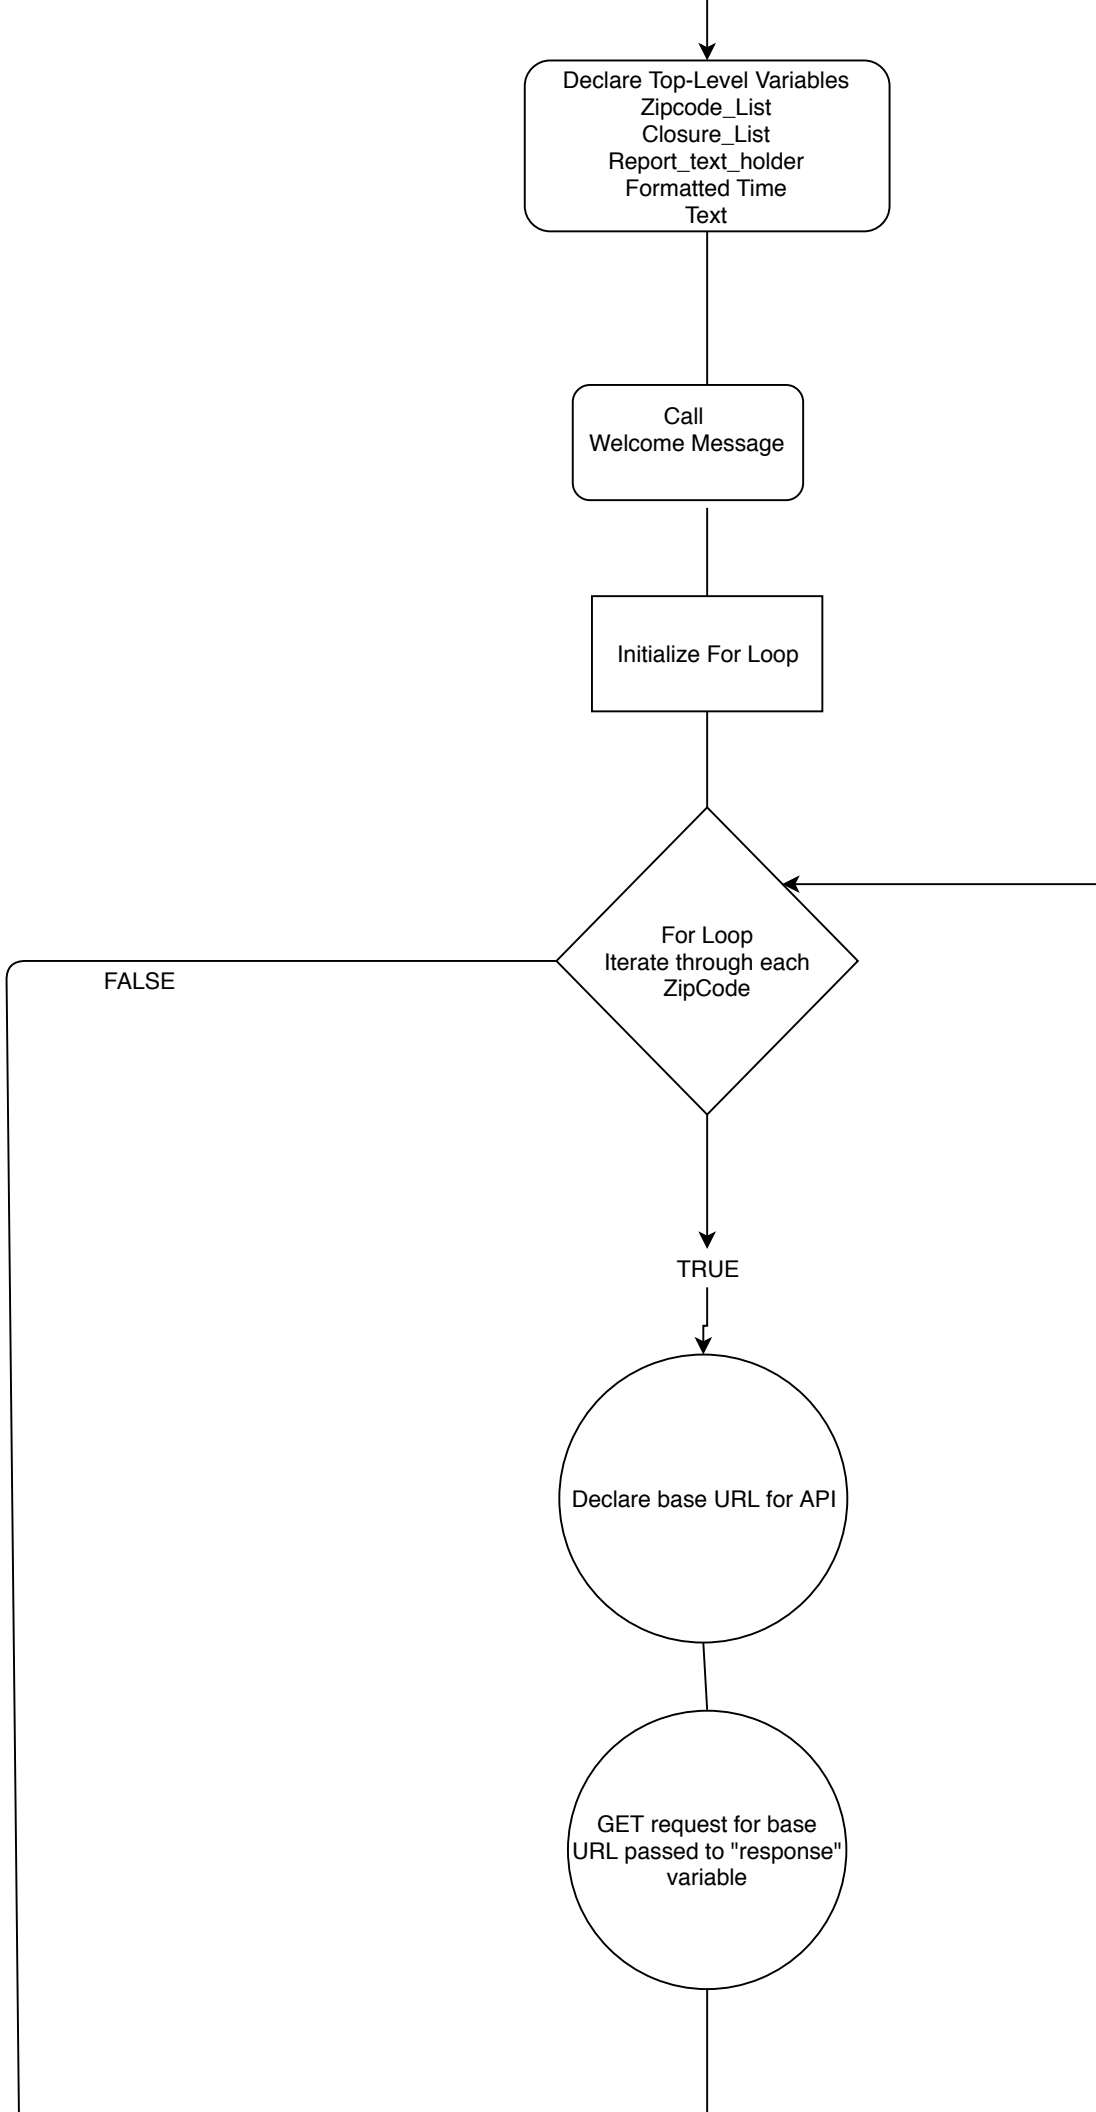 Declare Top-Level Variables
Zipcode_List
Closure_List
Report_text_holder
Formatted Time
Text
Call
Welcome Message
Initialize For Loop
For Loop
Iterate through each
ZipCode
FALSE
TRUE
Declare base URL for API
GET request for base
URL passed to "response"
variable